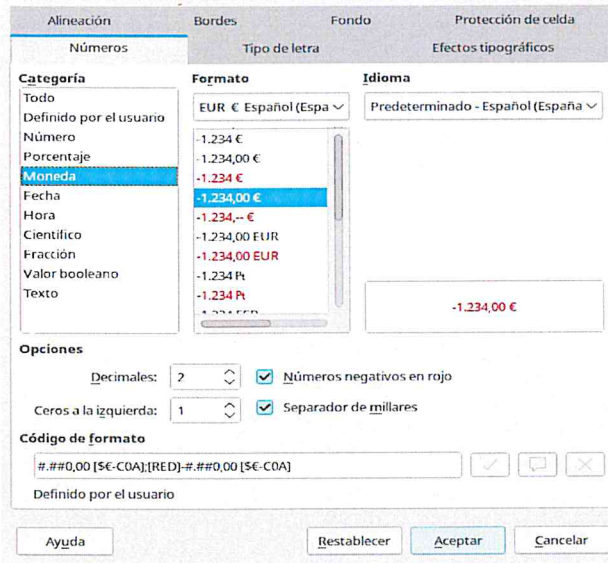 Alineación Bordes Fondo Protección de celda
Números Tipo de letra Efectos tipográficos
Categoría
Todo
Definido por el usuario
Número
Porcentaje
Moneda
Fecha
Hora
Científico
Fracción
Valor booleano
Texto
Formato
EUR € Español (Espa
-1.234 €
-1.234,00 €
-1.234 €
-1.234,00 €
-1.234,-- €
-1.234,00 EUR
-1.234,00 EUR
-1.234 Pt
-1.234 Pt
Idioma
Predeterminado - Español (España
-1.234,00 €
Opciones
Decimales: 2 Números negativos en rojo
Ceros a la izquierda: 1 Separador de millares
Código de formato
#.##0,00 [$€-C0A];[RED]-#.##0,00 [$€-C0A]
Definido por el usuario
Ayuda Restablecer Aceptar Cancelar